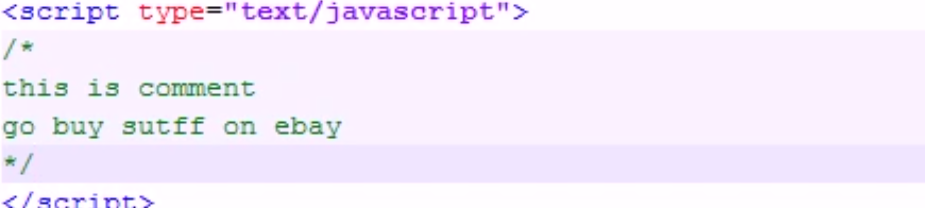 <script type="text/javascript">
/*
this is comment
go buy sutff on ebay
*/
</script>